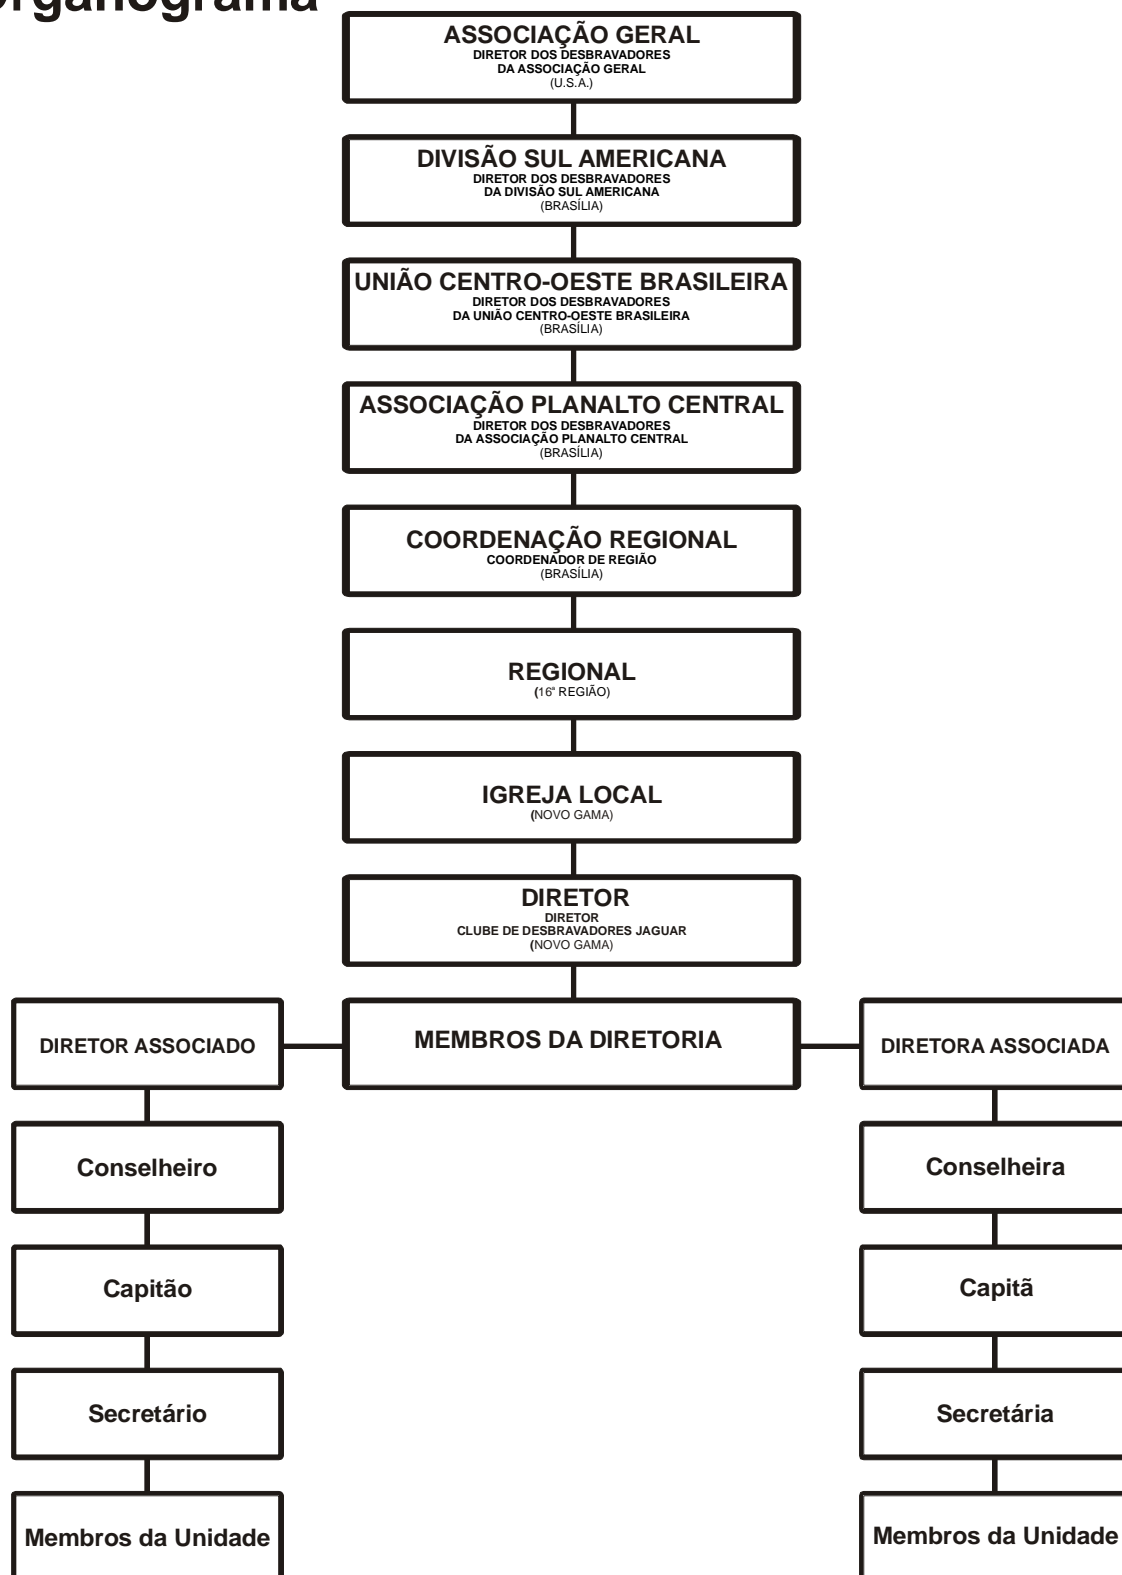 organograma
ASSOCIAÇÃO GERAL
DIRETOR DOS DESBRAVADORES
DA ASSOCIAÇÃO GERAL
(U.S.A.)
DIVISÃO SUL AMERICANA
DIRETOR DOS DESBRAVADORES
DA DIVISÃO SUL AMERICANA
(BRASÍLIA)
UNIÃO CENTRO-OESTE BRASILEIRA
DIRETOR DOS DESBRAVADORES
DA UNIÃO CENTRO-OESTE BRASILEIRA
(BRASÍLIA)
ASSOCIAÇÃO PLANALTO CENTRAL
DIRETOR DOS DESBRAVADORES
DA ASSOCIAÇÃO PLANALTO CENTRAL
(BRASÍLIA)
COORDENAÇÃO REGIONAL
COORDENADOR DE REGIÃO
(BRASÍLIA)
REGIONAL
(16ª REGIÃO)
IGREJA LOCAL
(NOVO GAMA)
DIRETOR
DIRETOR
CLUBE DE DESBRAVADORES JAGUAR
(NOVO GAMA)
DIRETOR ASSOCIADO
MEMBROS DA DIRETORIA
DIRETORA ASSOCIADA
Conselheiro
Conselheira
Capitão
Capitã
Secretário
Secretária
Membros da Unidade
Membros da Unidade